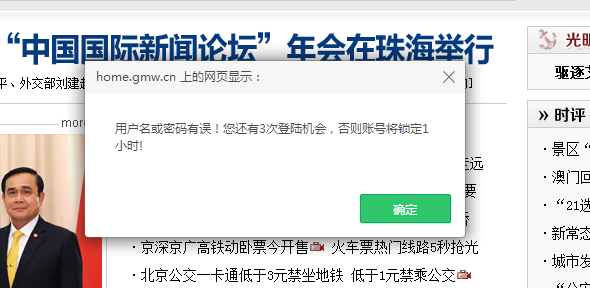 “中国国际新闻论坛”年会在珠海举行
光明
平、外交部刘建超
驱逐艾
home.gmw.cn 上的网页显示：
more
» 时评
用户名或密码有误！您还有3次登陆机会，否则账号将锁定1
小时!
· 景区“
走远
· 澳门回
要
· “21选
确定
· 新常态
· 京深京广高铁动卧票今开售 火车票热门线路5秒抢光
· 城市发
· 北京公交一卡通低于3元禁坐地铁 低于1元禁乘公交